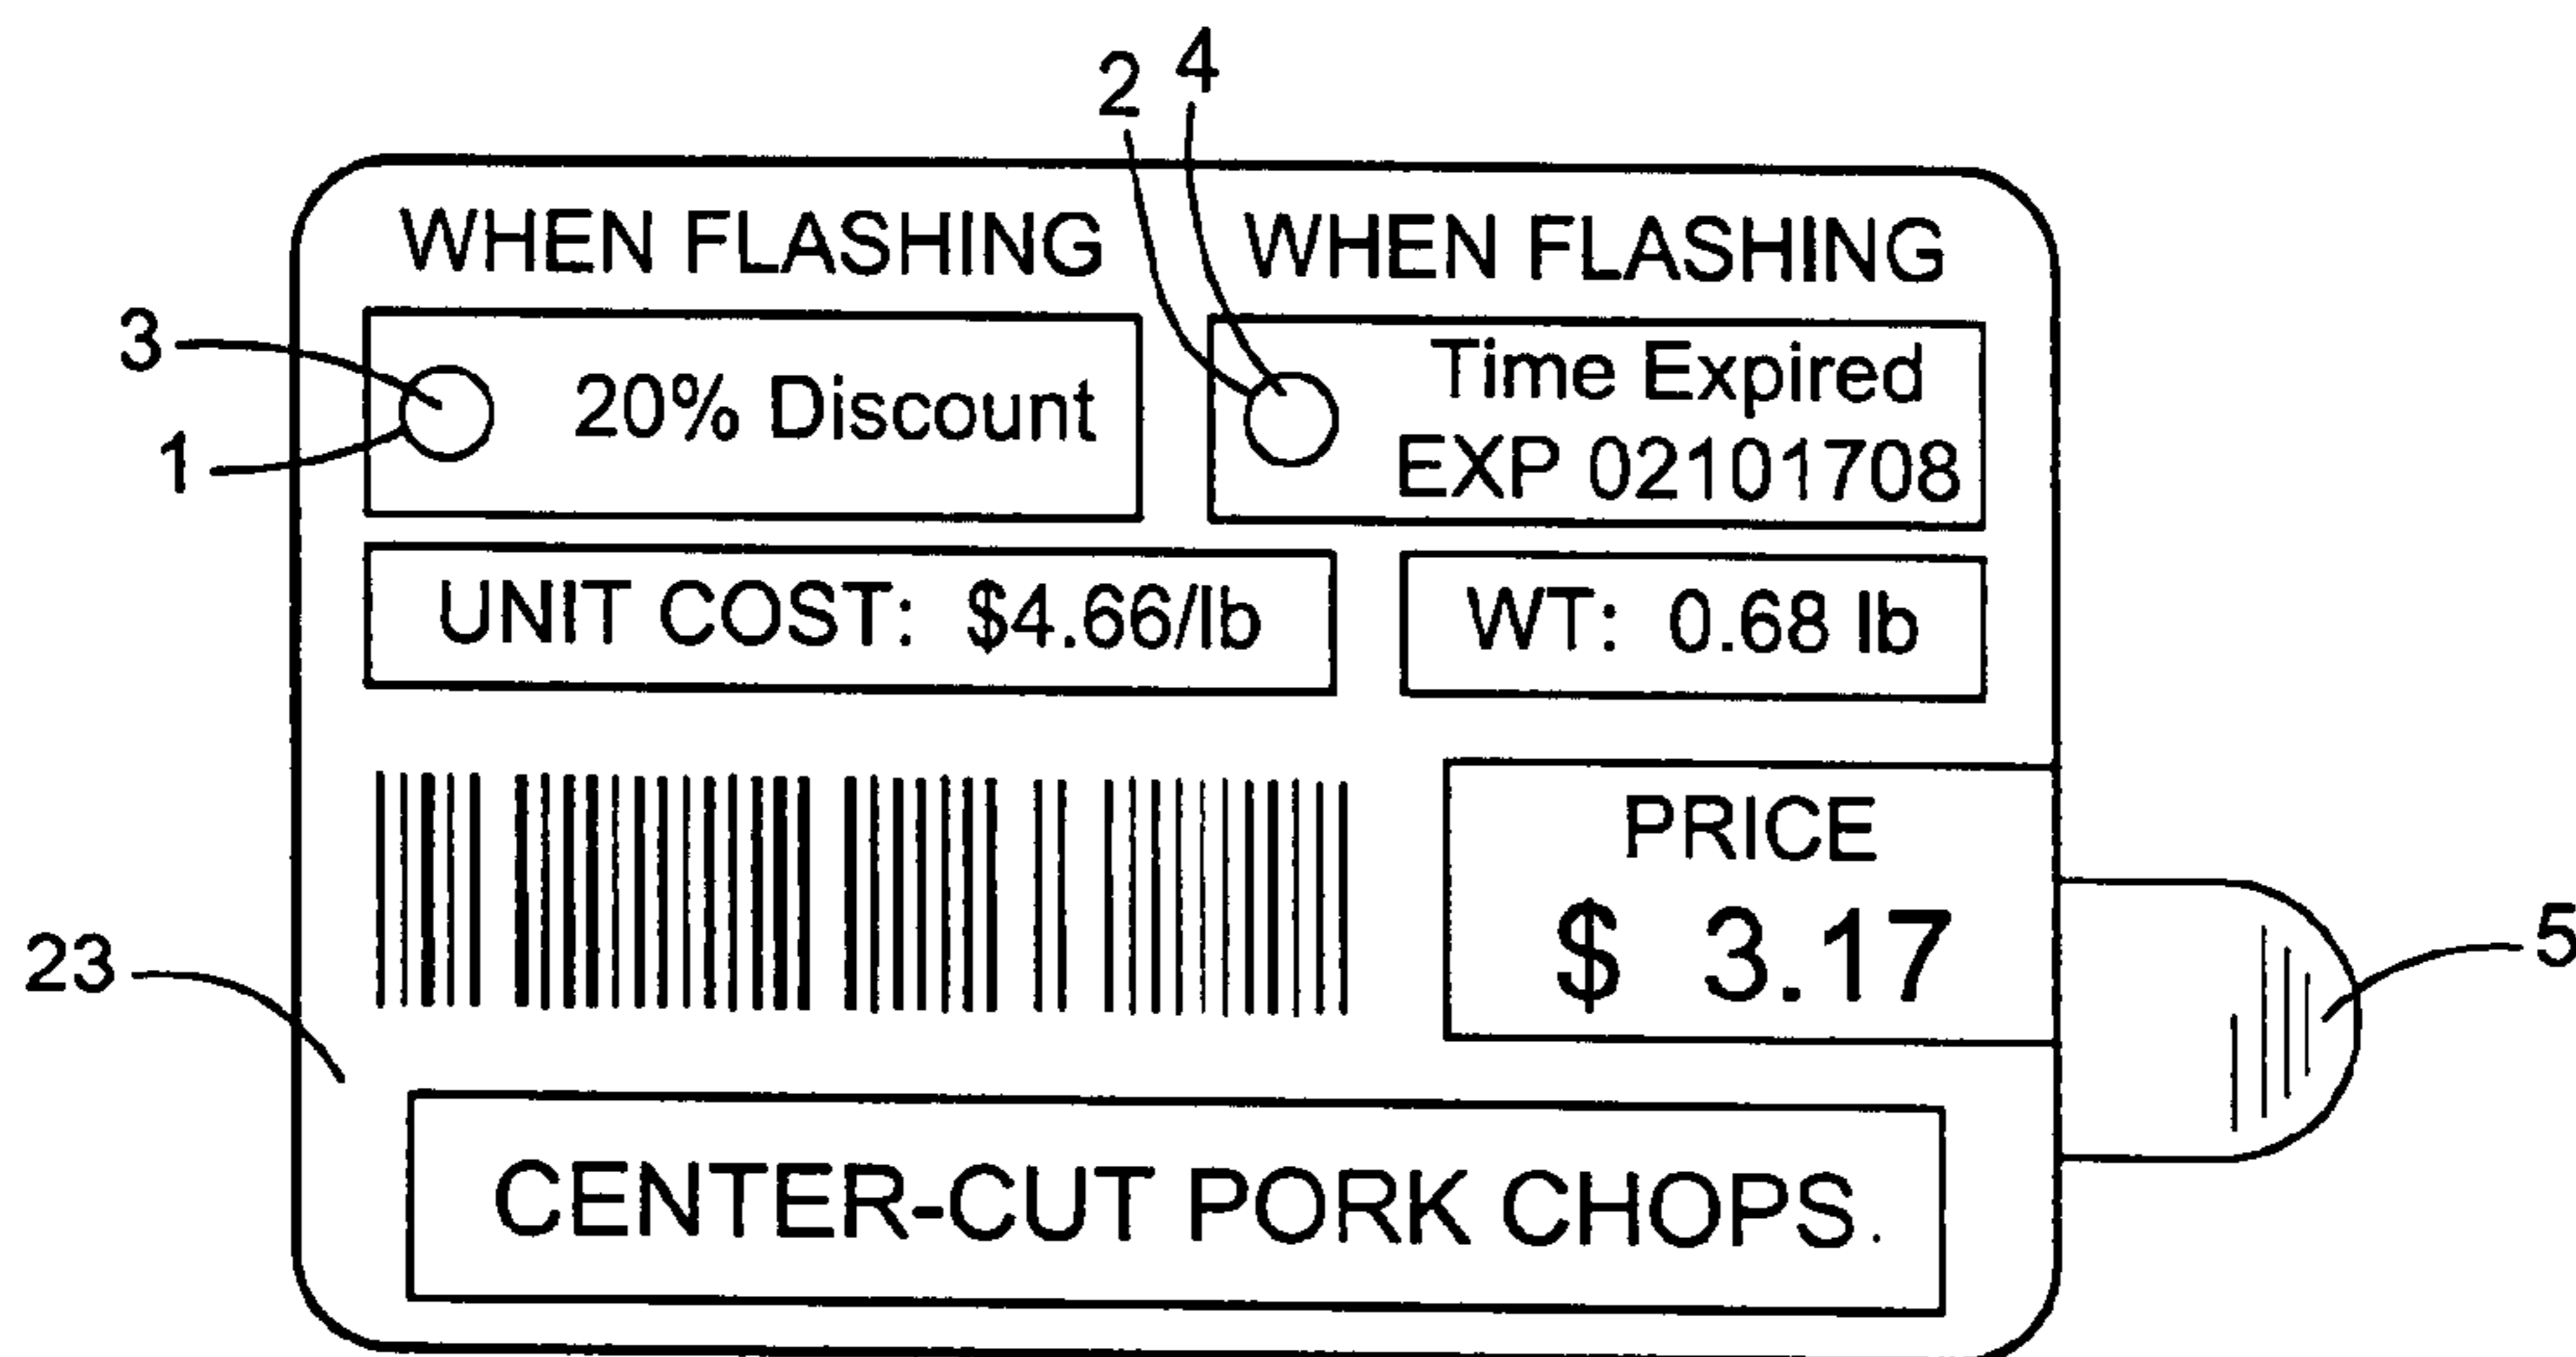 2 4
WHEN FLASHING WHEN FLASHING
3
20% Discount
1
Time Expired
EXP 02101708
UNIT COST: $4.66/lb WT: 0.68 lb
PRICE
$ 3.17
23
5
CENTER-CUT PORK CHOPS.